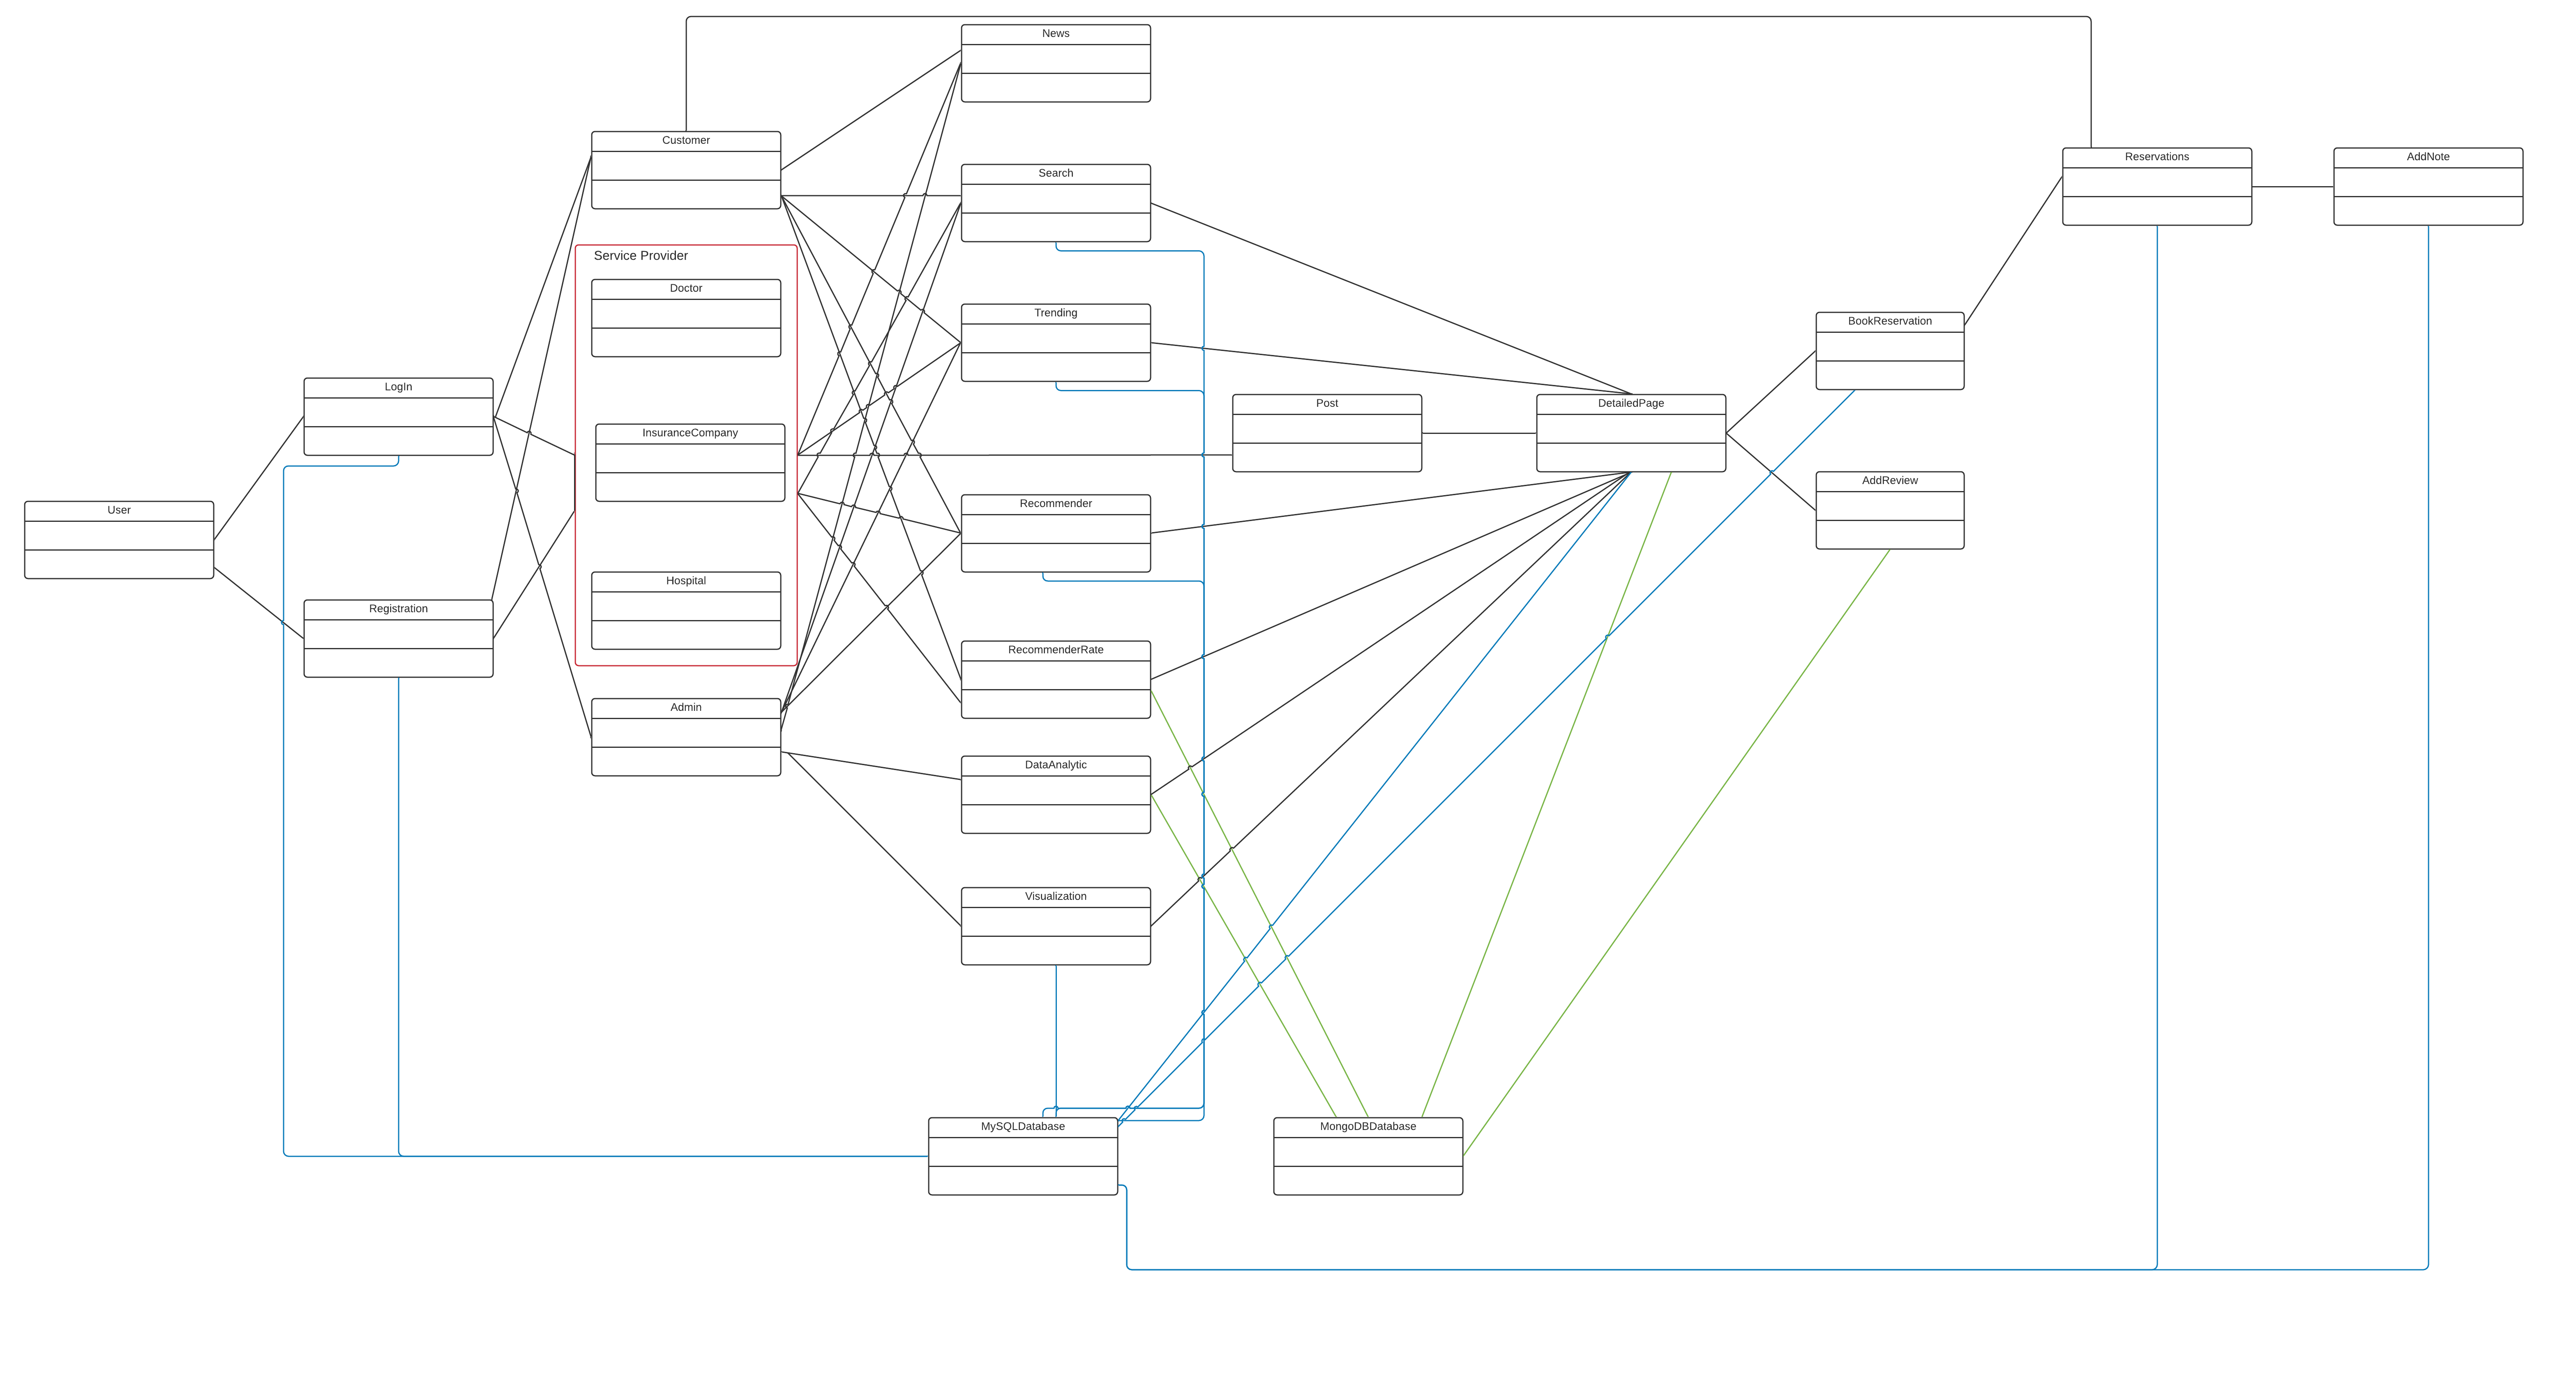 News
Customer
Search
Reservations
AddNote
Service Provider
Doctor
Trending
BookReservation
LogIn
Post
DetailedPage
InsuranceCompany
AddReview
User
Recommender
Hospital
Registration
RecommenderRate
Admin
DataAnalytic
Visualization
MySQLDatabase
MongoDBDatabase